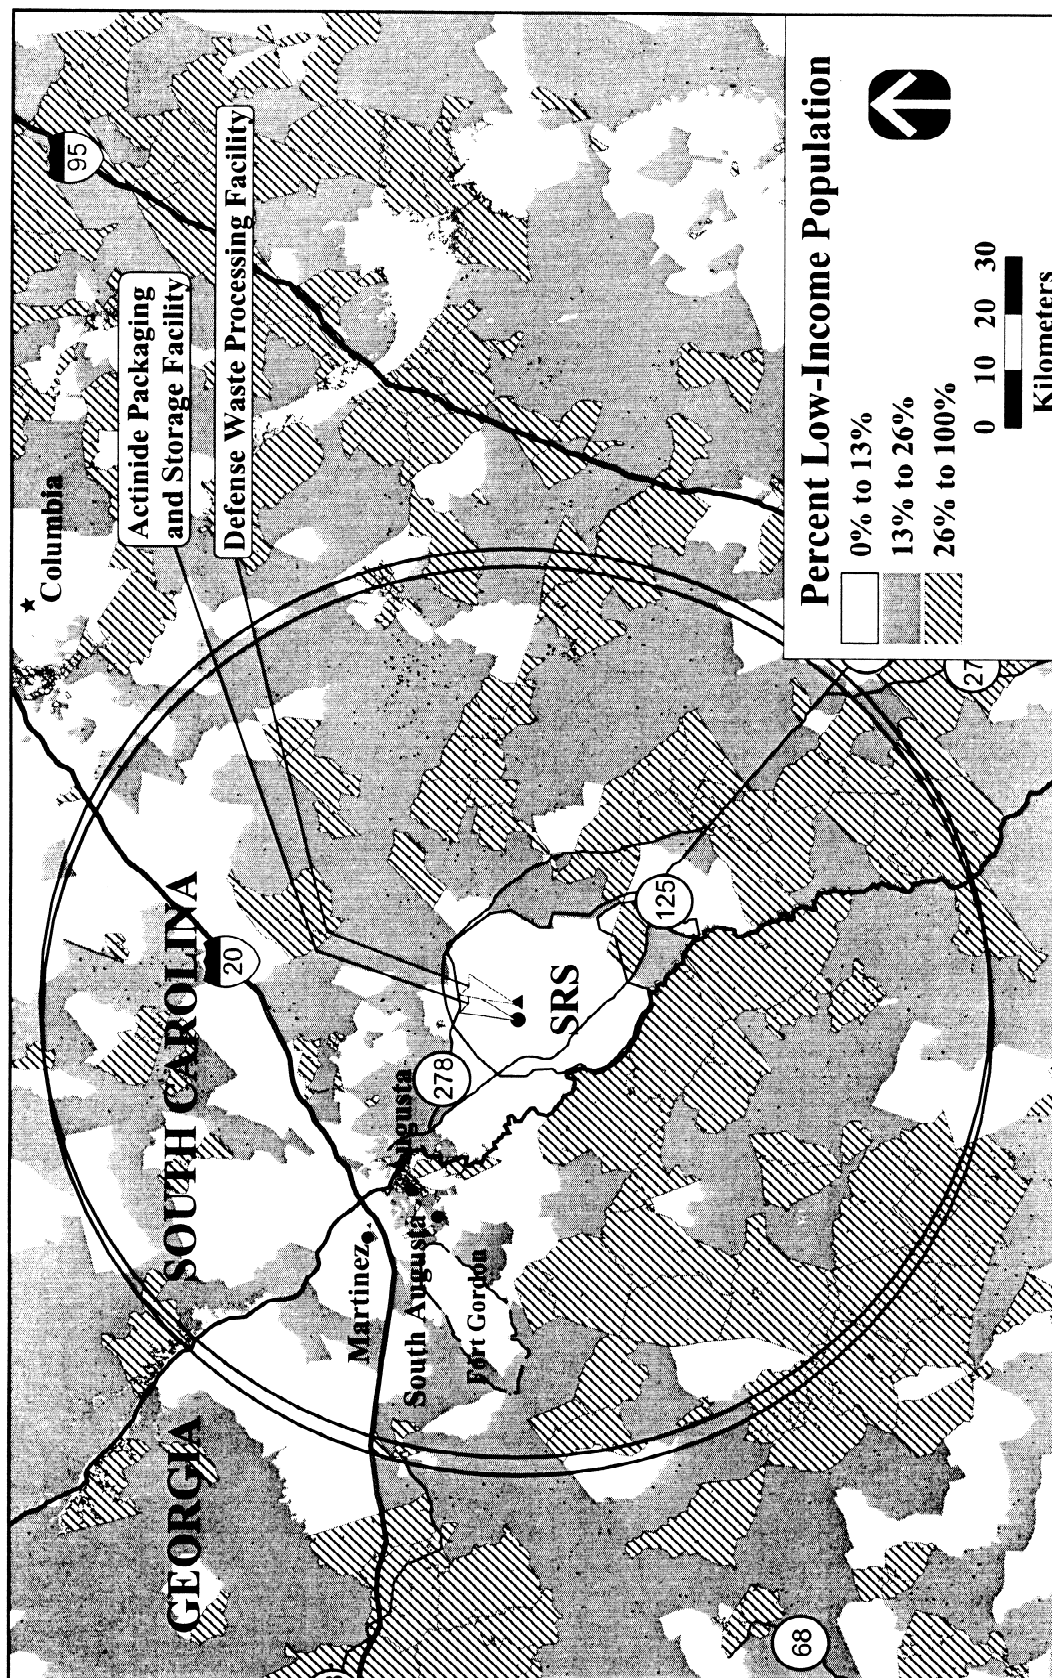 Columbia
95
Actinide Packaging
and Storage Facility
Defense Waste Processing Facility
GEORGIA
SOUTH CAROLINA
20
Martinez
South Augusta
Fort Gordon
278
SRS
125
68
Percent Low-Income Population
0% to 13%
13% to 26%
26% to 100%
0 10 20 30
Kilometers